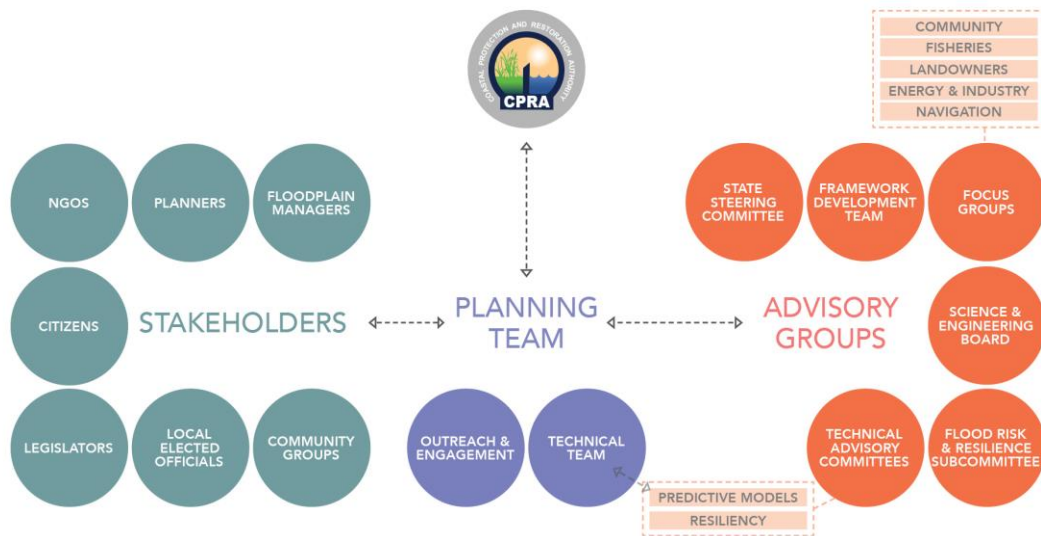 COASTAL PROTECTION AND RESTORATION AUTHORITY
CPRA
COMMUNITY
FISHERIES
LANDOWNERS
ENERGY & INDUSTRY
NAVIGATION
NGOS
PLANNERS
FLOODPLAIN
MANAGERS
STATE
STEERING
COMMITTEE
FRAMEWORK
DEVELOPMENT
TEAM
FOCUS
GROUPS
CITIZENS
STAKEHOLDERS
PLANNING
TEAM
ADVISORY
GROUPS
SCIENCE &
ENGINEERING
BOARD
LEGISLATORS
LOCAL
ELECTED
OFFICIALS
COMMUNITY
GROUPS
OUTREACH &
ENGAGEMENT
TECHNICAL
TEAM
TECHNICAL
ADVISORY
COMMITTEES
FLOOD RISK
& RESILIENCE
SUBCOMMITTEE
PREDICTIVE MODELS
RESILIENCY